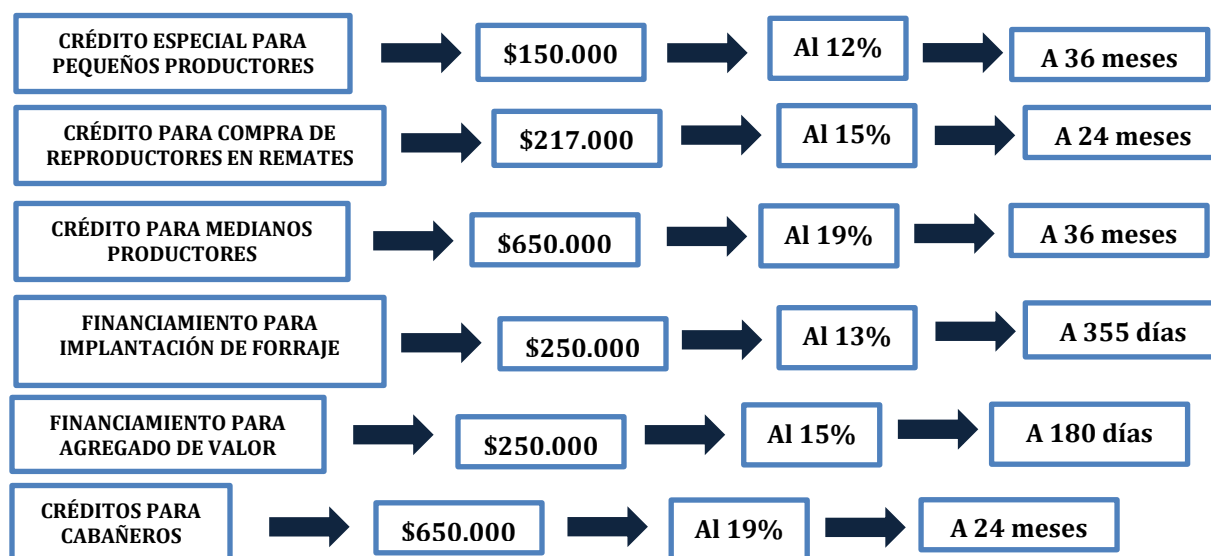 CRÉDITO ESPECIAL PARA
PEQUEÑOS PRODUCTORES
$150.000
Al 12%
A 36 meses
CRÉDITO PARA COMPRA DE
REPRODUCTORES EN REMATES
$217.000
Al 15%
A 24 meses
CRÉDITO PARA MEDIANOS
PRODUCTORES
$650.000
Al 19%
A 36 meses
FINANCIAMIENTO PARA
IMPLANTACIÓN DE FORRAJE
$250.000
Al 13%
A 355 días
FINANCIAMIENTO PARA
AGREGADO DE VALOR
$250.000
Al 15%
A 180 días
CRÉDITOS PARA
CABAÑEROS
$650.000
Al 19%
A 24 meses